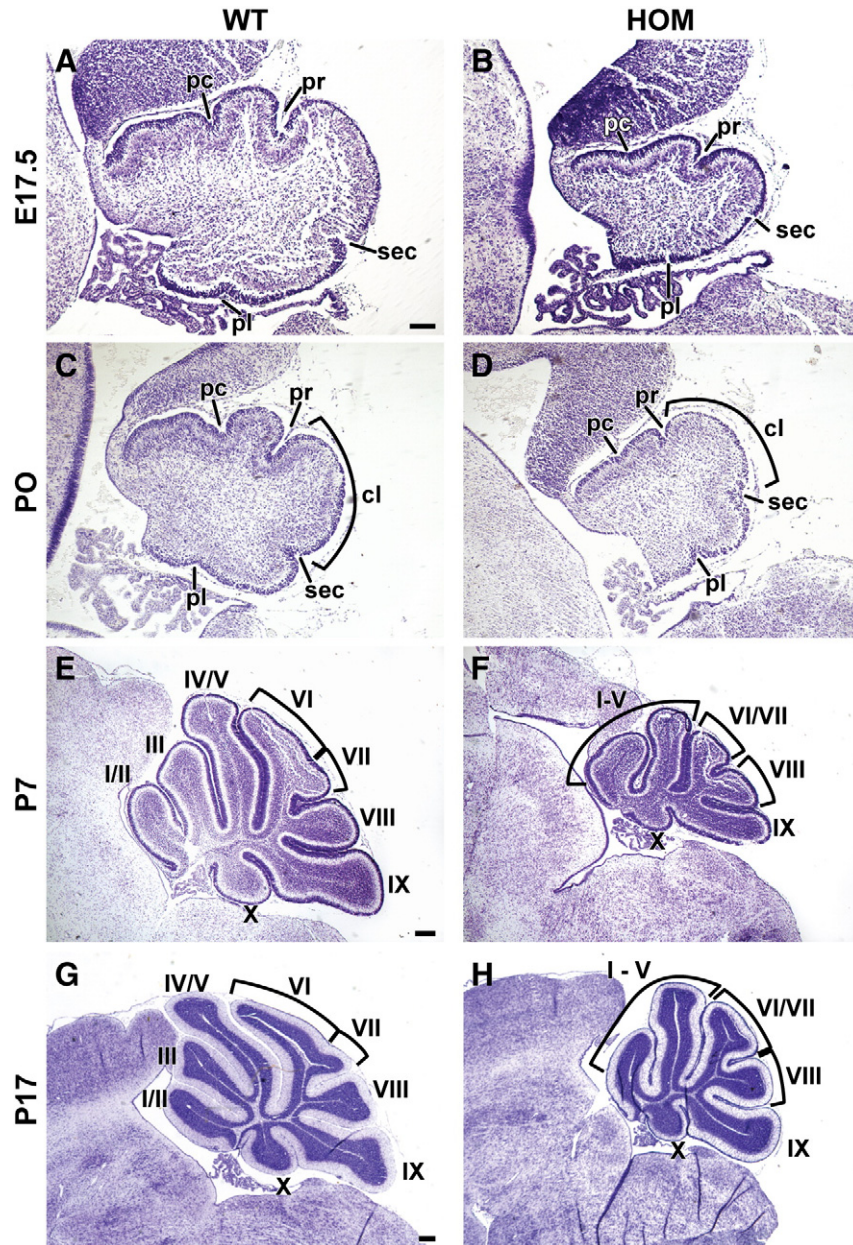 WT HOM
E17.5
A pc pr sec pl
B pc pr sec pl
PO
C pc pr cl sec pl
D pc pr cl sec pl
P7
E IV/V VI III VII I/II VIII IX X
F I-V VI/VII VIII IX X
P17
G IV/V VI VII III VIII I/II IX X
H I - V VI/VII VIII IX X